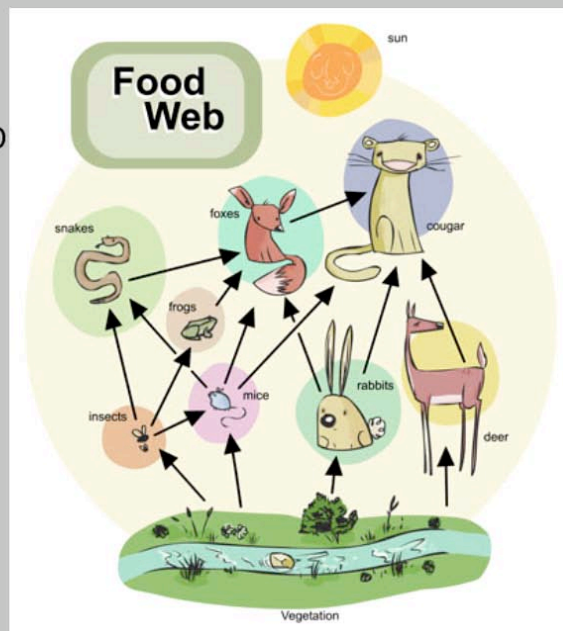 sun
Food
Web
foxes
snakes
cougar
frogs
mice
rabbits
insects
deer
Vegetation